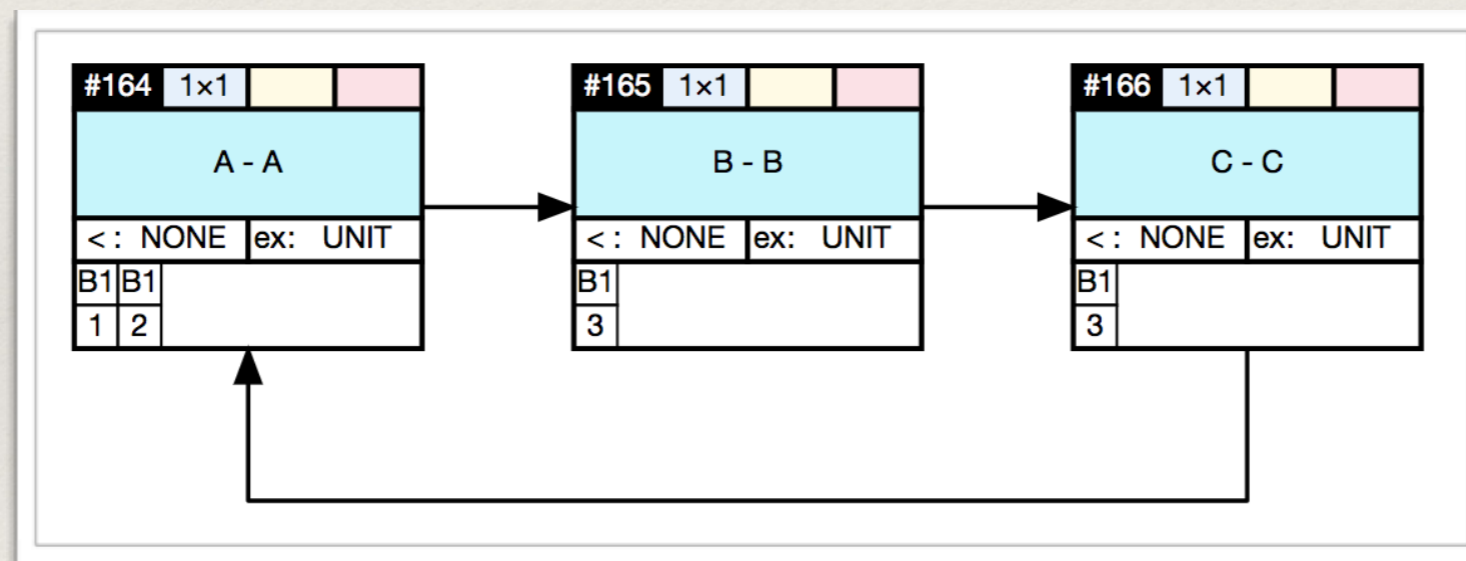 #164 1×1
#165 1×1
#166 1×1
A - A
B - B
C - C
< : NONE ex: UNIT
< : NONE ex: UNIT
< : NONE ex: UNIT
B1 B1
B1
B1
1 2
3
3